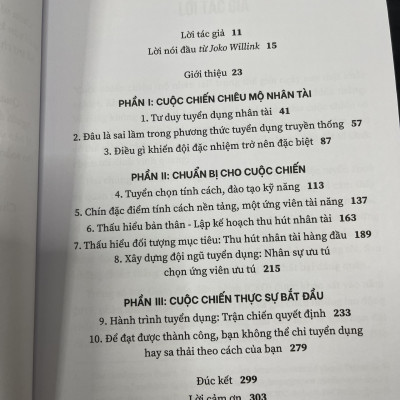 Lời tác giả 11
Lời nói đầu từ Joko Willink 15
Giới thiệu 23
PHẦN I: CUỘC CHIẾN CHIÊU MỘ NHÂN TÀI
1. Tư duy tuyển dụng nhân tài 41
2. Đâu là sai lầm trong phương thức tuyển dụng truyền thống 57
3. Điều gì khiến đội đặc nhiệm trở nên đặc biệt 87
PHẦN II: CHUẨN BỊ CHO CUỘC CHIẾN
4. Tuyển chọn tính cách, đào tạo kỹ năng 113
5. Chín đặc điểm tính cách nền tảng, một ứng viên tài năng 137
6. Thấu hiểu bản thân - Lập kế hoạch thu hút nhân tài 163
7. Thấu hiểu đối tượng mục tiêu: Thu hút nhân tài hàng đầu 189
8. Xây dựng đội ngũ tuyển dụng: Nhân sự ưu tú
chọn ứng viên ưu tú 215
PHẦN III: CUỘC CHIẾN THỰC SỰ BẮT ĐẦU
9. Hành trình tuyển dụng: Trận chiến quyết định 233
10. Để đạt được thành công, bạn không thể chỉ tuyển dụng
hay sa thải theo cách của bạn 279
Đúc kết 299
Lời cảm ơn 303